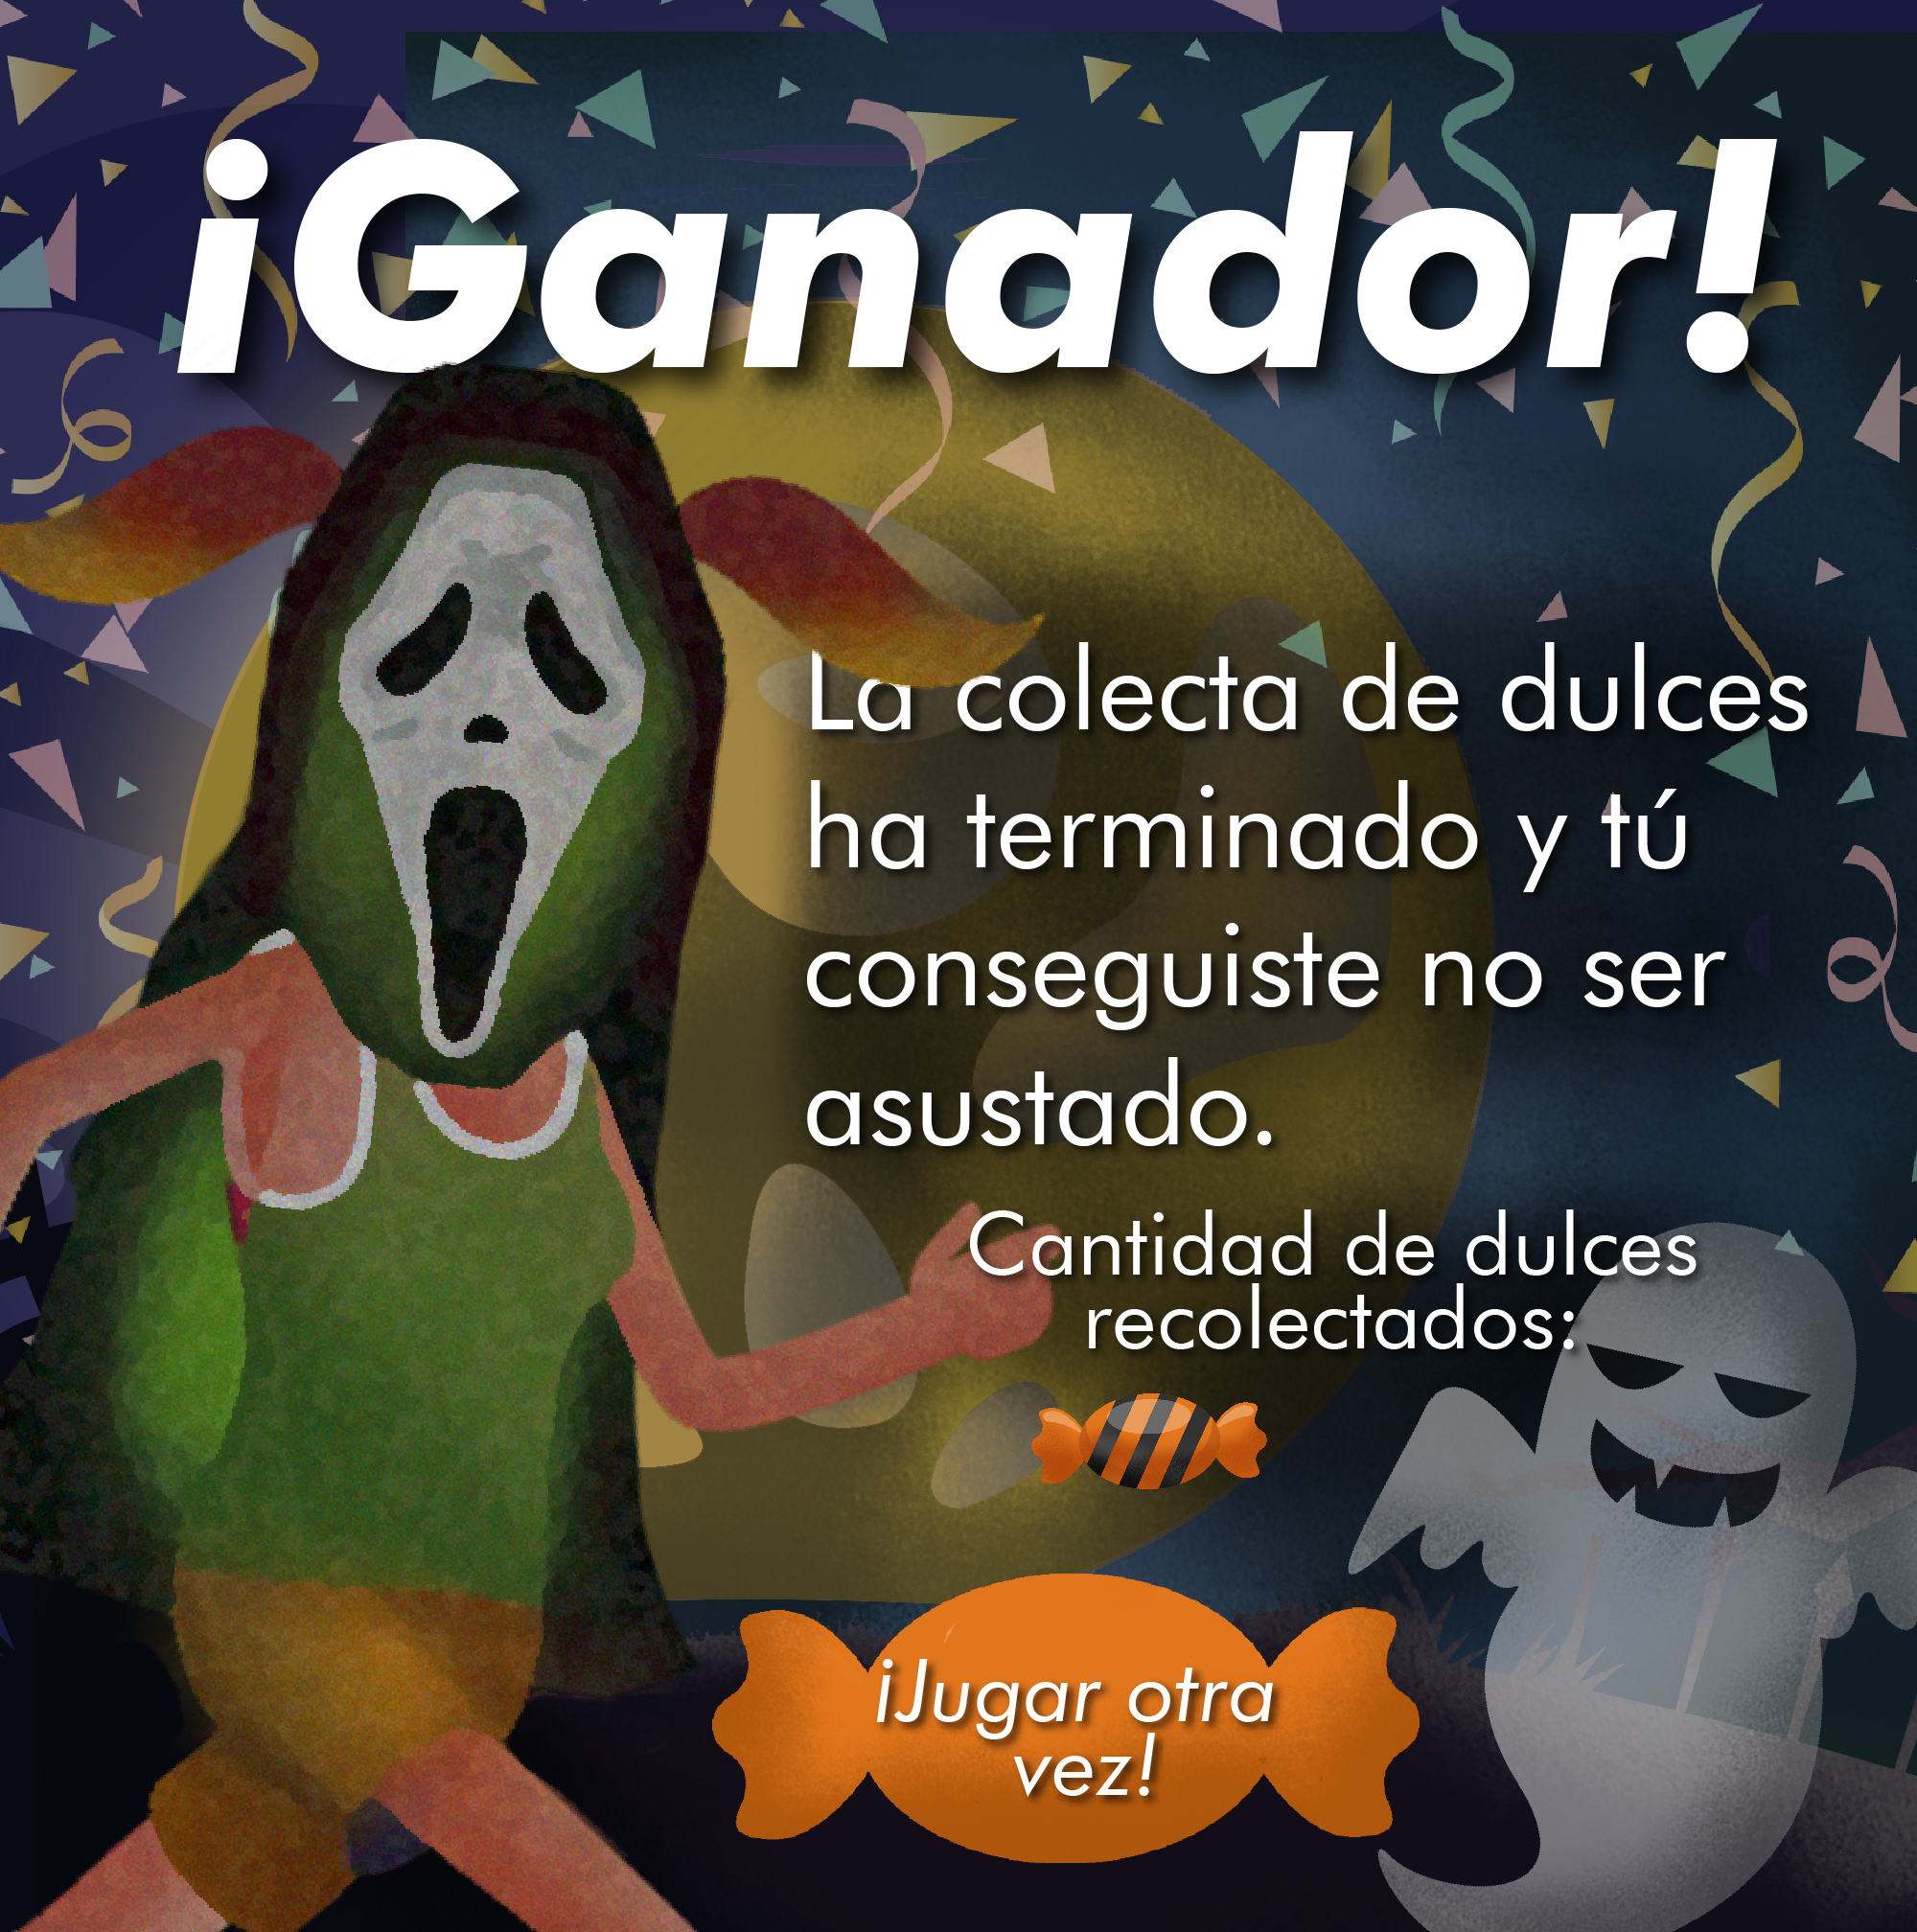 ¡Ganador!
La colecta de dulces
ha terminado y tú
conseguiste no ser
asustado.
Cantidad de dulces
recolectados:
¡Jugar otra
vez!